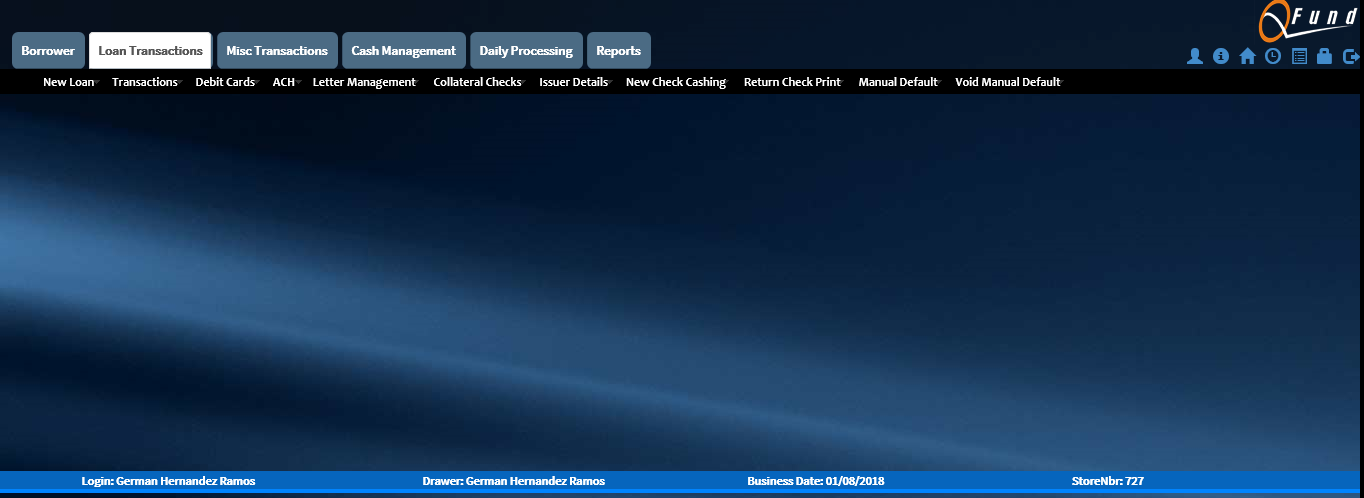 QFund
Borrower Loan Transactions Misc Transactions Cash Management Daily Processing Reports
New Loan Transactions Debit Cards ACH Letter Management Collateral Checks Issuer Details New Check Cashing Return Check Print Manual Default Void Manual Default
Login: German Hernandez Ramos Drawer: German Hernandez Ramos Business Date: 01/08/2018 StoreNbr: 727